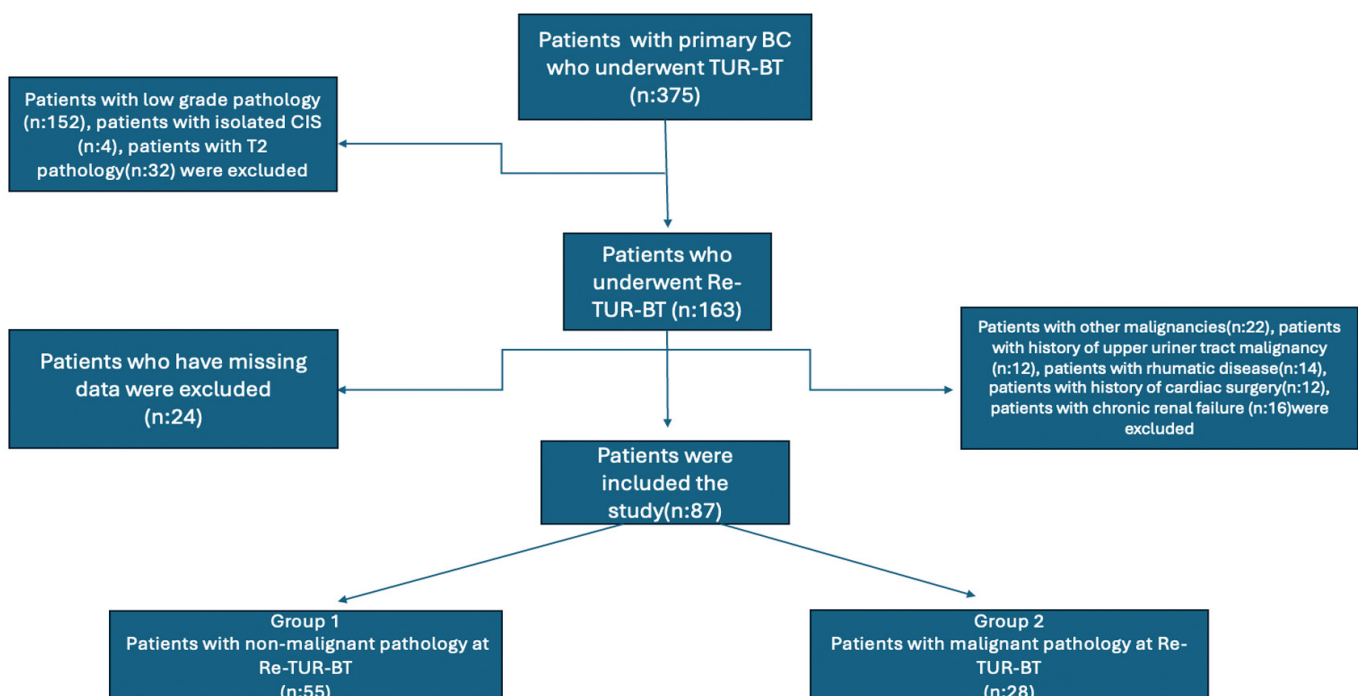 Patients with primary BC
who underwent TUR-BT
(n:375)
Patients with low grade pathology
(n:152), patients with isolated CIS
(n:4), patients with T2
pathology(n:32) were excluded
Patients who
underwent Re-
TUR-BT (n:163)
Patients who have missing
data were excluded
(n:24)
Patients with other malignancies(n:22), patients
with history of upper uriner tract malignancy
(n:12), patients with rhumatic disease(n:14),
patients with history of cardiac surgery(n:12),
patients with chronic renal failure (n:16)were
excluded
Patients were
included the
study(n:87)
Group 1
Patients with non-malignant pathology at
Re-TUR-BT
(n:55)
Group 2
Patients with malignant pathology at Re-
TUR-BT
(n:28)